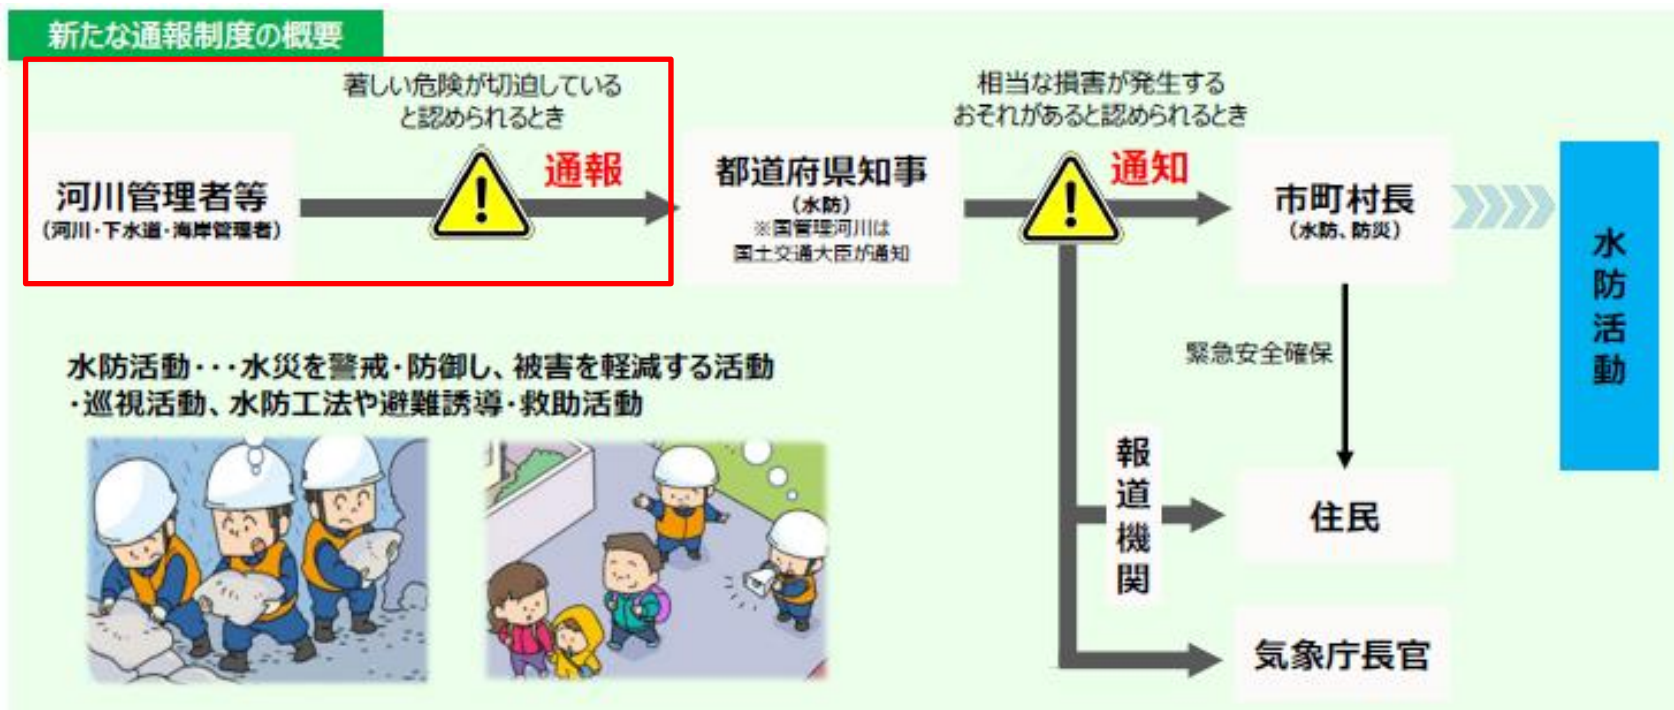 新たな通報制度の概要
著しい危険が切迫している
と認められるとき
通報
河川管理者等
(河川・下水道・海岸管理者)
都道府県知事
(水防)
※国管理河川は
国土交通大臣が通知
相当な損害が発生する
おそれがあると認められるとき
通知
市町村長
(水防、防災)
水防活動
緊急安全確保
報道機関
住民
気象庁長官
水防活動・・・水災を警戒・防御し、被害を軽減する活動
・巡視活動、水防工法や避難誘導・救助活動